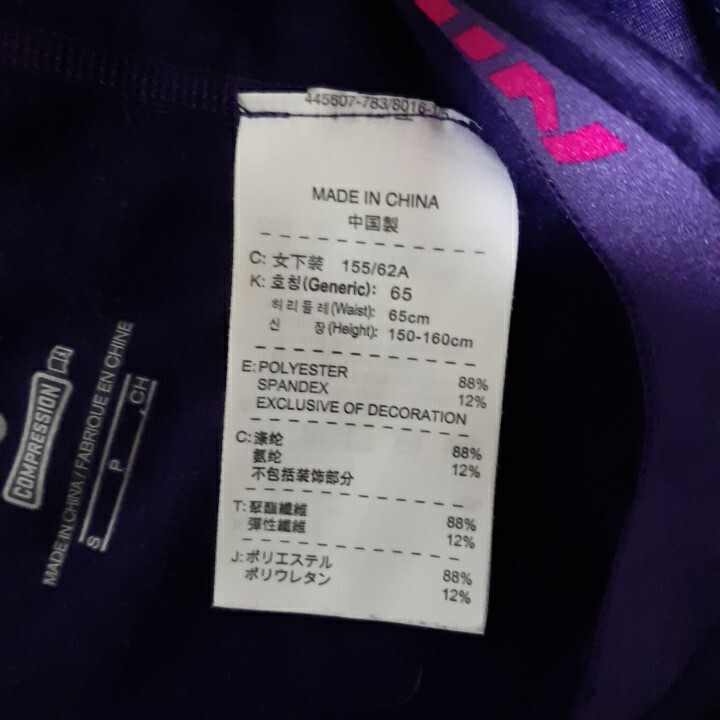 445607-783/8016-
MADE IN CHINA
中国製
C: 女下装 155/62A
K: 호칭(Generic): 65
허리둘레(Waist): 65cm
신 장(Height): 150-160cm
E: POLYESTER 88%
SPANDEX 12%
EXCLUSIVE OF DECORATION
C: 涤纶 88%
氨纶 12%
不包括装饰部分
T: 聚酯纖維 88%
彈性纖維 12%
J: ポリエステル 88%
ポリウレタン 12%
COMPRESSION
MADE IN CHINA / FABRIQUE EN CHINE
S P CH